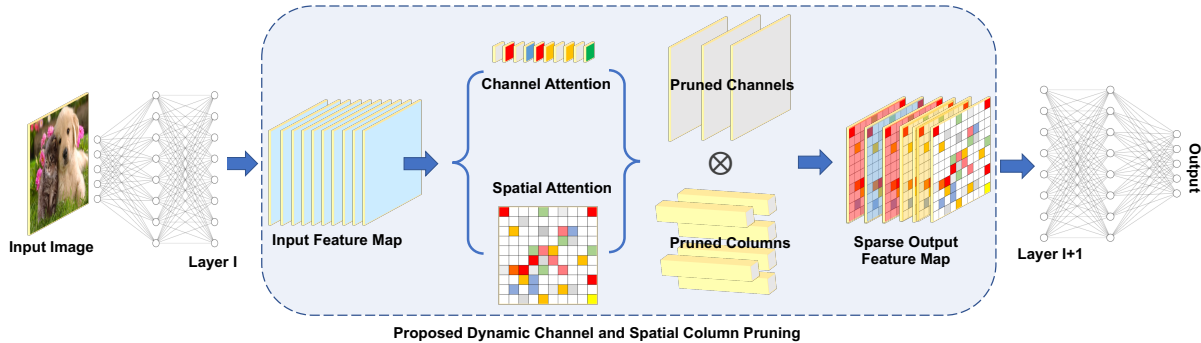 Input Image
Layer l
Input Feature Map
Channel Attention
Spatial Attention
Pruned Channels
Pruned Columns
Sparse Output
Feature Map
Layer l+1
Output
Proposed Dynamic Channel and Spatial Column Pruning